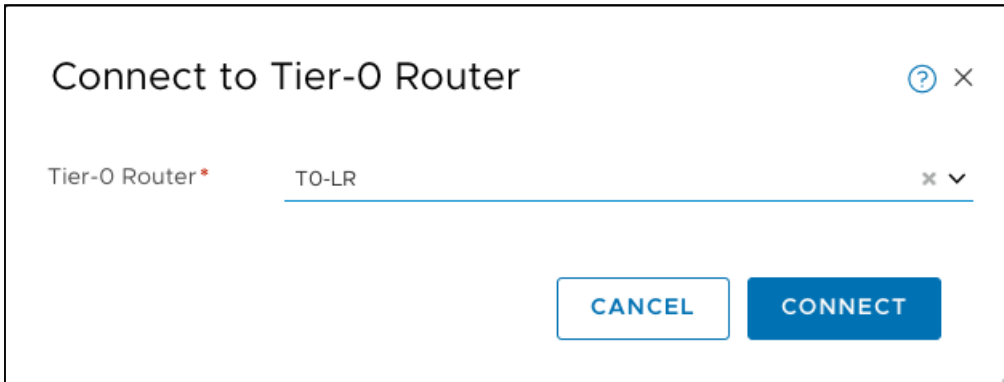 Connect to Tier-0 Router
Tier-0 Router*
T0-LR
CANCEL
CONNECT